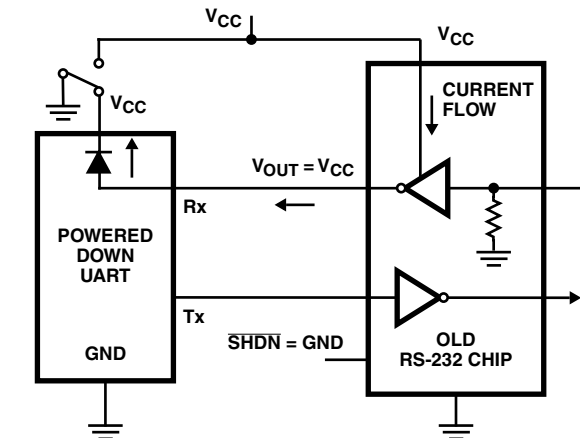 VCC
VCC
VCC
CURRENT
FLOW
VOUT = VCC
Rx
POWERED
DOWN
UART
Tx
GND
SHDN = GND
OLD
RS-232 CHIP